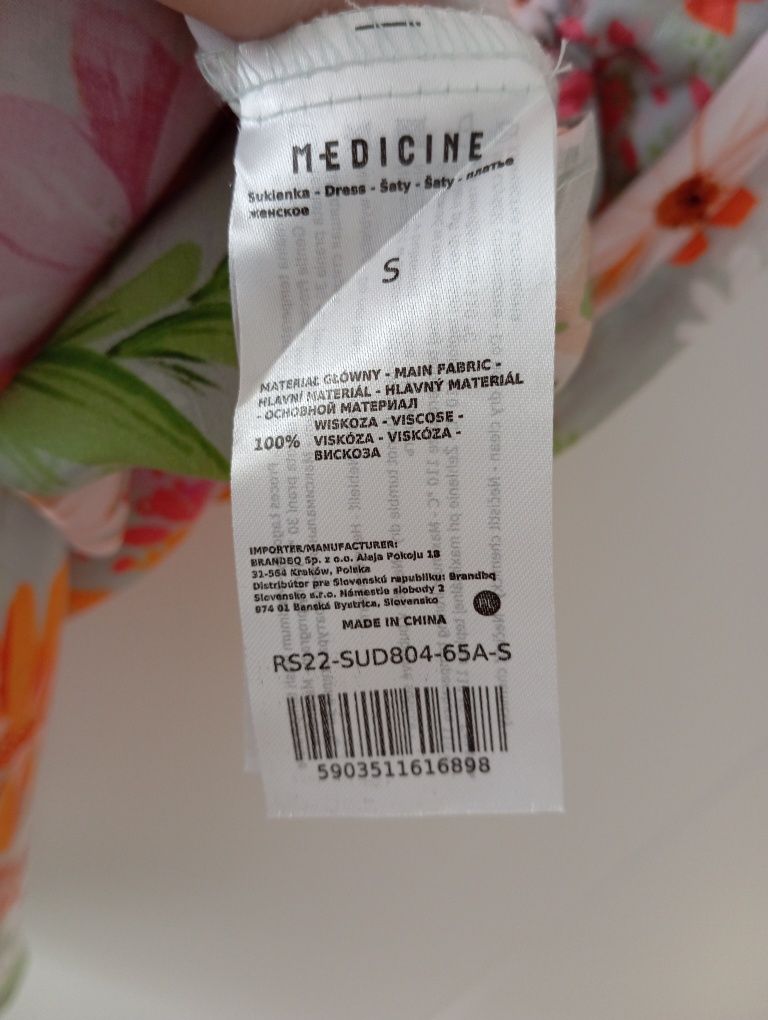 MEDICINE
Sukienka - Dress - Šaty - Šaty - платье
женское
S
MATERIAŁ GŁÓWNY - MAIN FABRIC -
HLAVNÍ MATERIÁL - HLAVNÝ MATERIÁL
- ОСНОВНОЙ МАТЕРИАЛ
WISKOZA - VISCOSE -
100% VISKÓZA - VISKÓZA -
ВИСКОЗА
IMPORTER/MANUFACTURER:
BRANDBQ Sp. z o.o. Aleja Pokoju 18
31-564 Kraków, Polska
Distribútor pre Slovenskú republiku: Brandbq
Slovensko s.r.o. Námestie slobody 2
974 01 Banská Bystrica, Slovensko
MADE IN CHINA
RS22-SUD804-65A-S
5903511616898